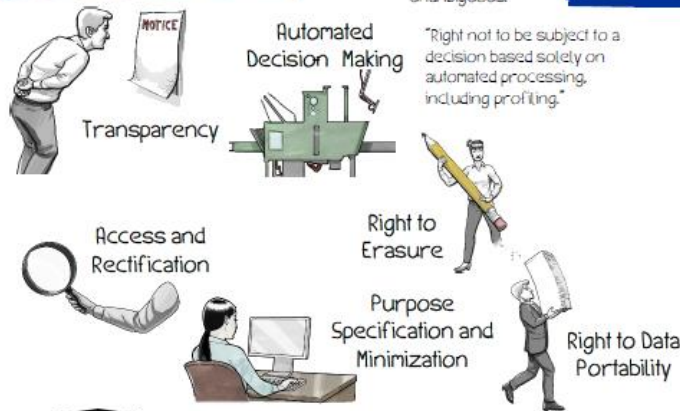 NOTICE
Transparency
Automated
Decision Making
"Right not to be subject to a
decision based solely on
automated processing,
including profiling."
Access and
Rectification
Right to
Erasure
Purpose
Specification and
Minimization
Right to Data
Portability